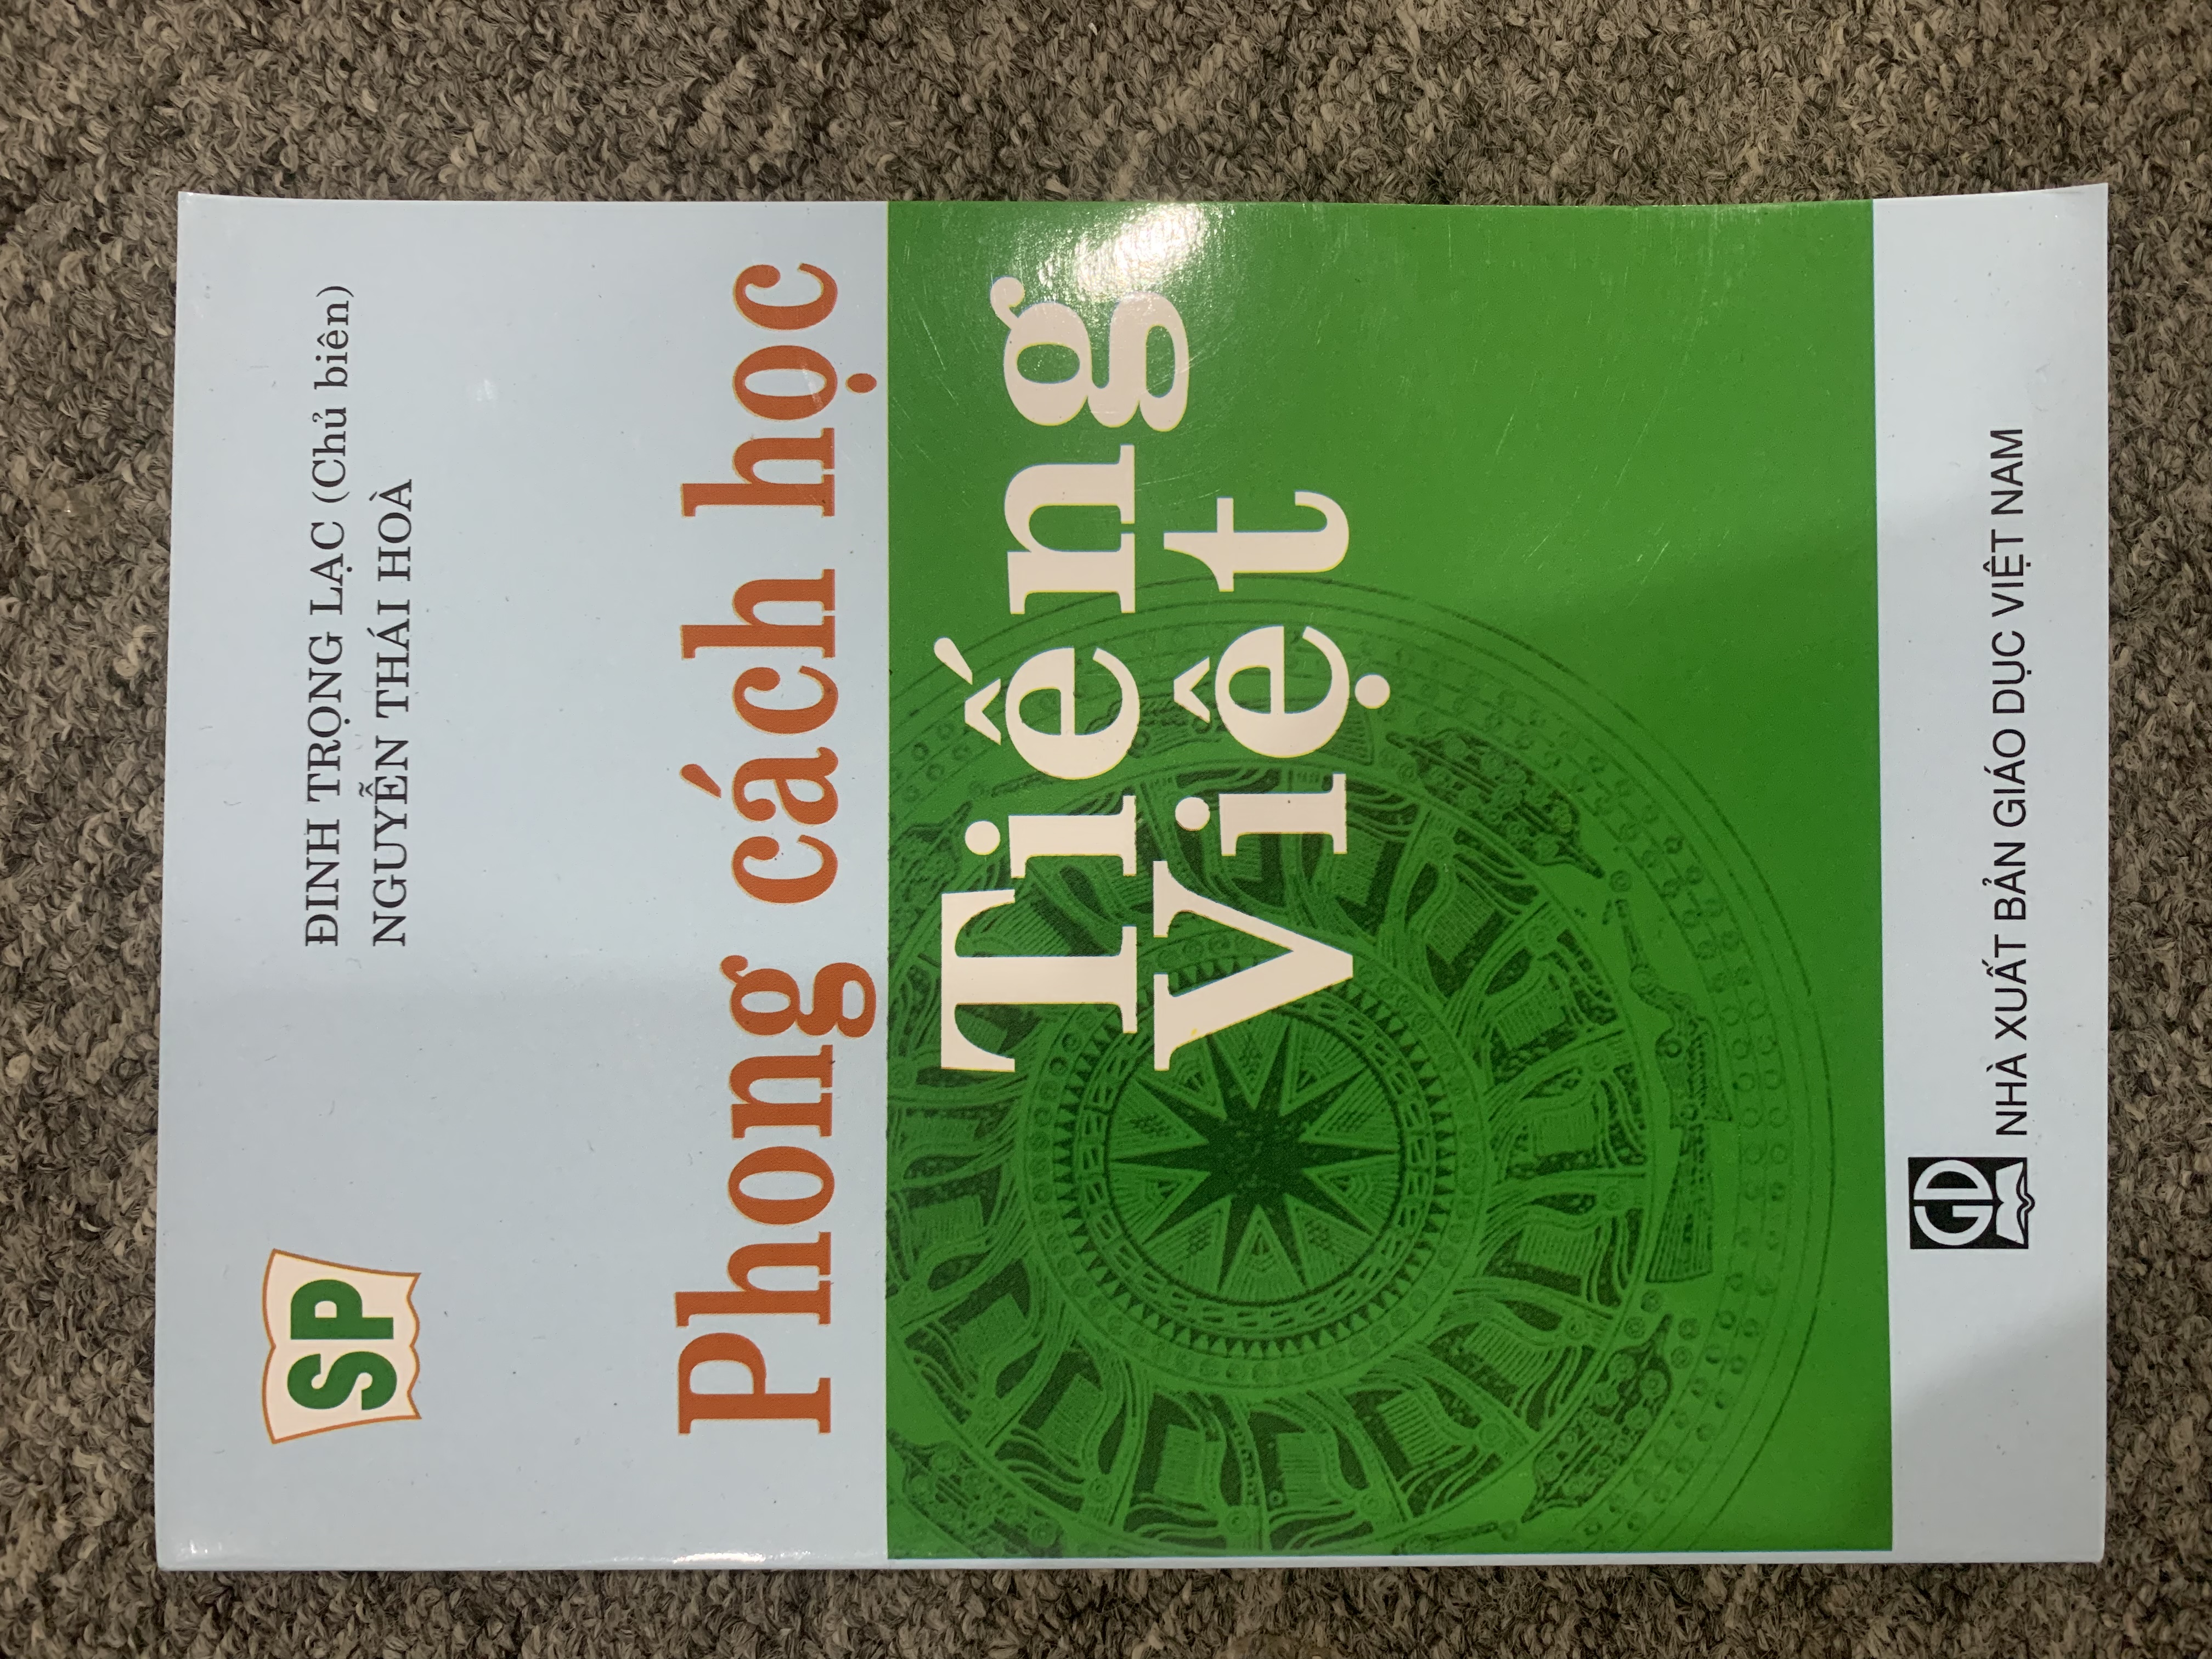 SP
ĐINH TRỌNG LẠC (Chủ biên)
NGUYỄN THÁI HOÀ
Phong cách học
Tiếng
Việt
GD
NHÀ XUẤT BẢN GIÁO DỤC VIỆT NAM